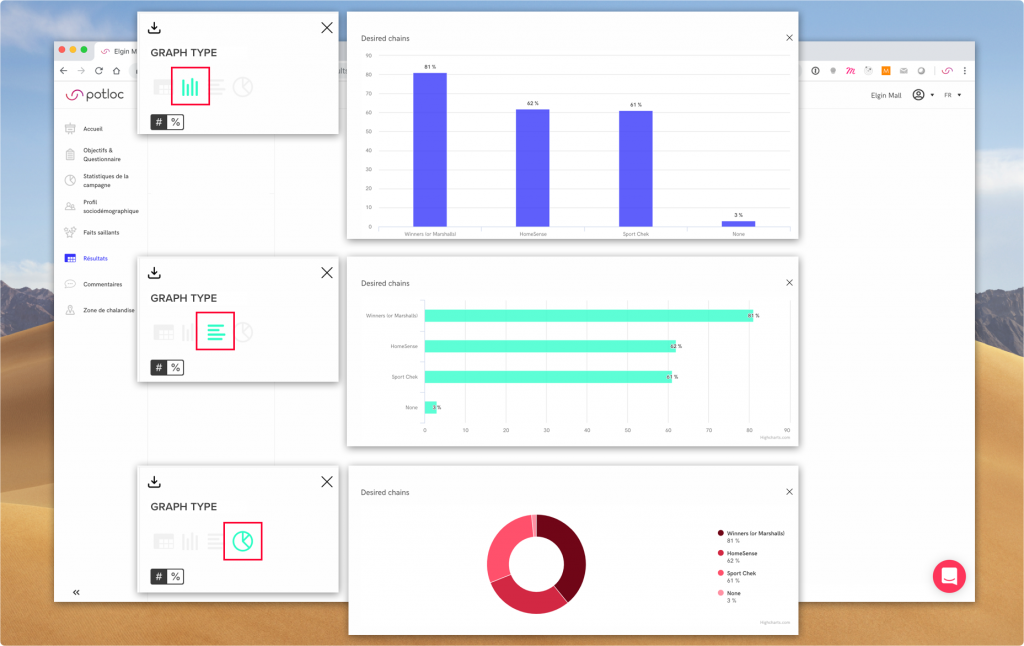 Elgin M
potloc
Elgin Mall
FR
Accueil
Objectifs &
Questionnaire
Statistiques de la
campagne
Profil
sociodémographique
Faits saillants
Résultats
Commentaires
Zone de chalandise
«
GRAPH TYPE
# %
Desired chains
90
80
70
60
50
40
30
20
10
0
81 %
62 %
61 %
3 %
Winners (or Marshalls)
HomeSense
Sport Chek
None
GRAPH TYPE
# %
Desired chains
Winners (or Marshalls)
81 %
HomeSense
62 %
Sport Chek
61 %
None
3 %
0 10 20 30 40 50 60 70 80 90
Highcharts.com
GRAPH TYPE
# %
Desired chains
Winners (or Marshalls)
81 %
HomeSense
62 %
Sport Chek
61 %
None
3 %
Highcharts.com